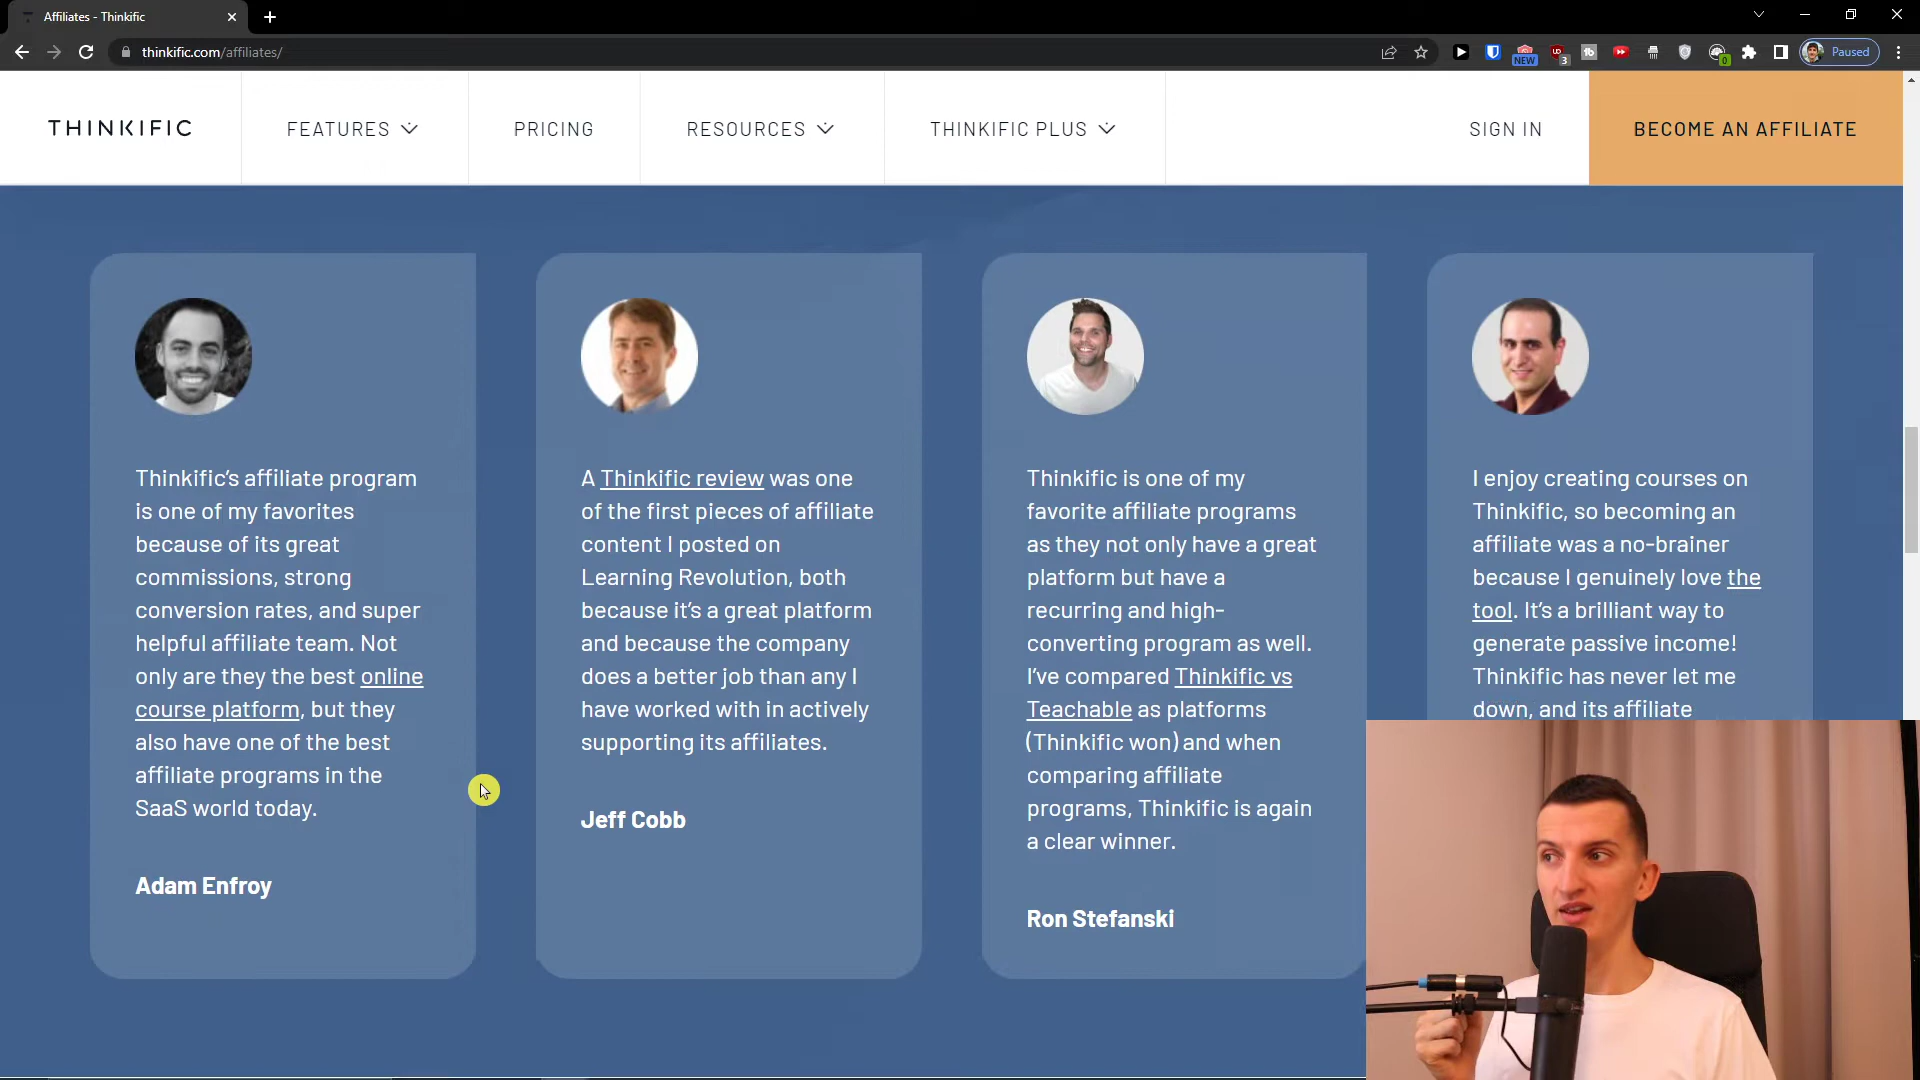 Affiliates - Thinkific
thinkific.com/affiliates/
NEW
3
0
Paused
THINKIFIC
FEATURES
PRICING
RESOURCES
THINKIFIC PLUS
SIGN IN
BECOME AN AFFILIATE
Thinkific's affiliate program
is one of my favorites
because of its great
commissions, strong
conversion rates, and super
helpful affiliate team. Not
only are they the best online
course platform, but they
also have one of the best
affiliate programs in the
SaaS world today.
Adam Enfroy
A Thinkific review was one
of the first pieces of affiliate
content I posted on
Learning Revolution, both
because it's a great platform
and because the company
does a better job than any I
have worked with in actively
supporting its affiliates.
Jeff Cobb
Thinkific is one of my
favorite affiliate programs
as they not only have a great
platform but have a
recurring and high-
converting program as well.
I've compared Thinkific vs
Teachable as platforms
(Thinkific won) and when
comparing affiliate
programs, Thinkific is again
a clear winner.
Ron Stefanski
I enjoy creating courses on
Thinkific, so becoming an
affiliate was a no-brainer
because I genuinely love the
tool. It's a brilliant way to
generate passive income!
Thinkific has never let me
down, and its affiliate